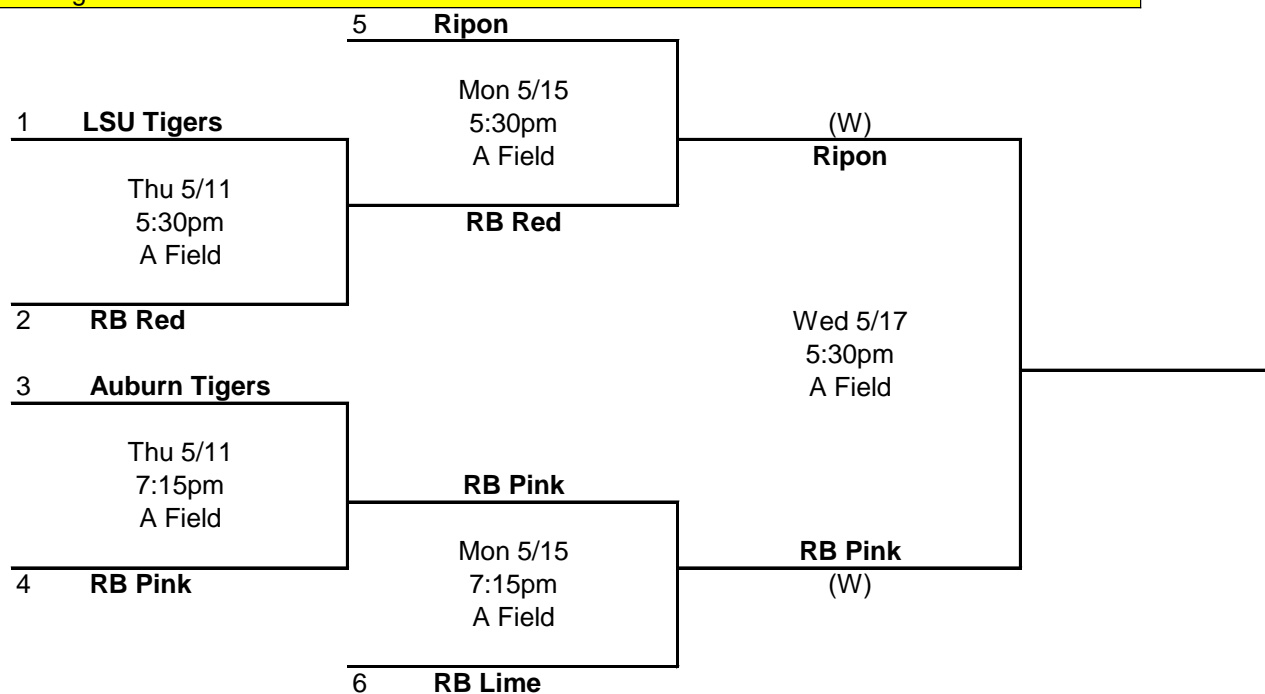 5 Ripon
Mon 5/15
5:30pm
A Field
1 LSU Tigers
(W)
Ripon
Thu 5/11
5:30pm
A Field
RB Red
2 RB Red
Wed 5/17
5:30pm
A Field
3 Auburn Tigers
Thu 5/11
7:15pm
A Field
RB Pink
4 RB Pink
Mon 5/15
7:15pm
A Field
RB Pink
(W)
6 RB Lime